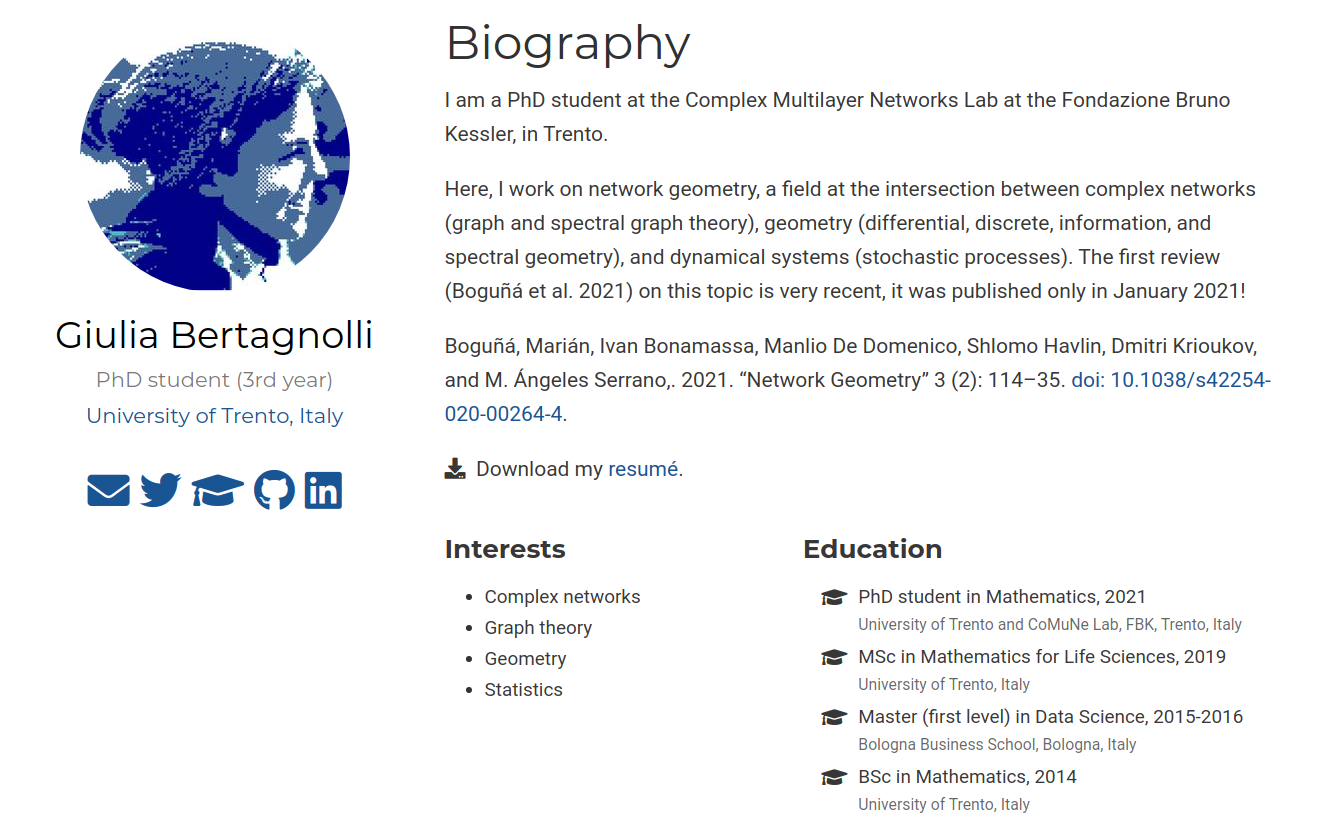 Biography
I am a PhD student at the Complex Multilayer Networks Lab at the Fondazione Bruno
Kessler, in Trento.
Here, I work on network geometry, a field at the intersection between complex networks
(graph and spectral graph theory), geometry (differential, discrete, information, and
spectral geometry), and dynamical systems (stochastic processes). The first review
(Boguñá et al. 2021) on this topic is very recent, it was published only in January 2021!
Boguñá, Marián, Ivan Bonamassa, Manlio De Domenico, Shlomo Havlin, Dmitri Krioukov,
and M. Ángeles Serrano,. 2021. “Network Geometry” 3 (2): 114–35. doi: 10.1038/s42254-
020-00264-4.
Download my resumé.
Giulia Bertagnolli
PhD student (3rd year)
University of Trento, Italy
in
Interests
Complex networks
Graph theory
Geometry
Statistics
Education
PhD student in Mathematics, 2021
University of Trento and CoMuNe Lab, FBK, Trento, Italy
MSc in Mathematics for Life Sciences, 2019
University of Trento, Italy
Master (first level) in Data Science, 2015-2016
Bologna Business School, Bologna, Italy
BSc in Mathematics, 2014
University of Trento, Italy